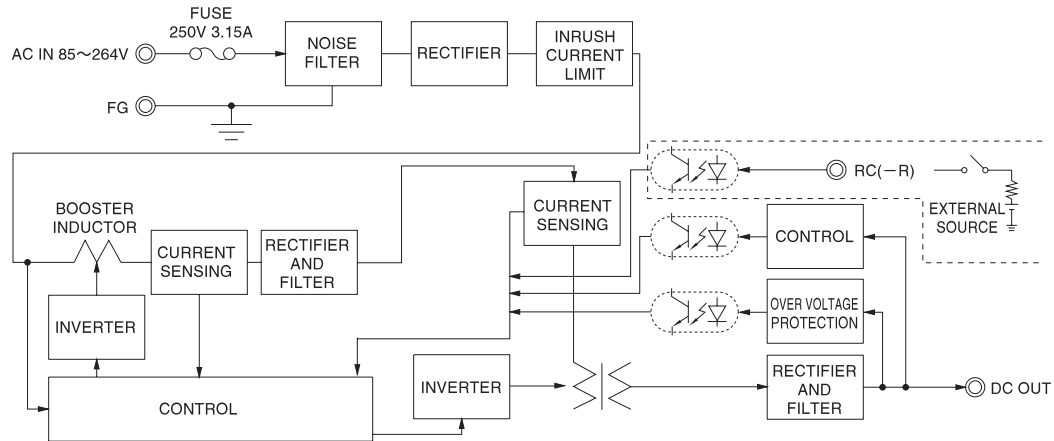 FUSE
250V 3.15A
AC IN 85～264V
NOISE
FILTER
RECTIFIER
INRUSH
CURRENT
LIMIT
FG
RC(－R)
EXTERNAL
SOURCE
CURRENT
SENSING
BOOSTER
INDUCTOR
CURRENT
SENSING
RECTIFIER
AND
FILTER
CONTROL
INVERTER
OVER VOLTAGE
PROTECTION
INVERTER
RECTIFIER
AND
FILTER
DC OUT
CONTROL